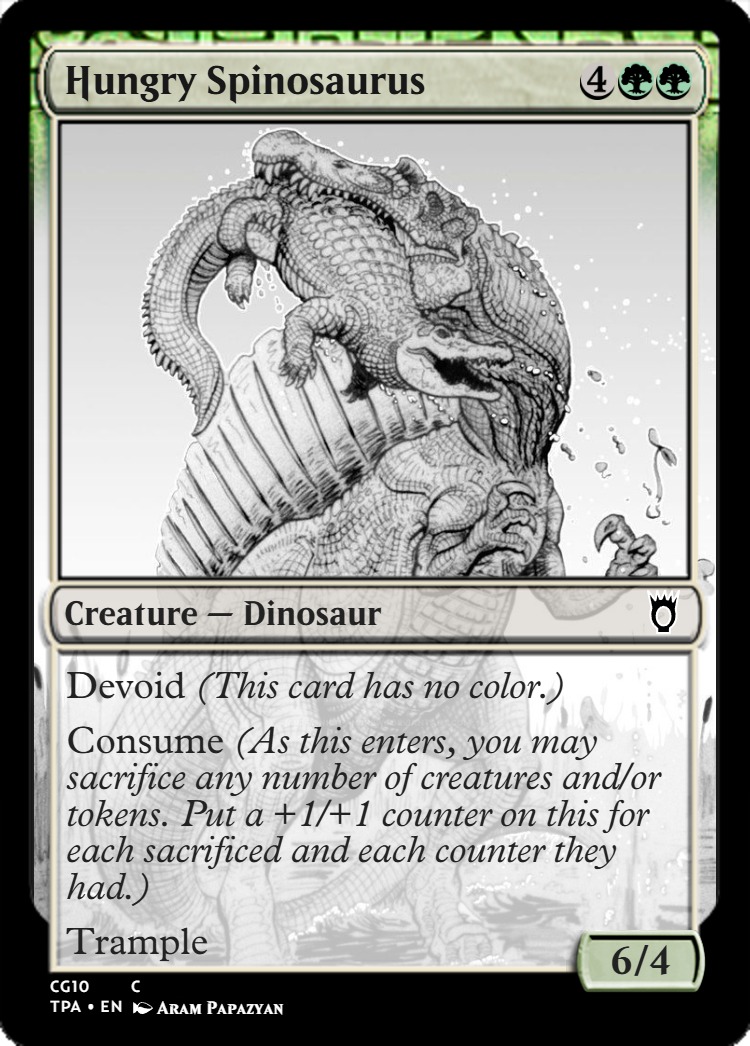 Hungry Spinosaurus 4
Creature — Dinosaur
Devoid (This card has no color.)
Consume (As this enters, you may
sacrifice any number of creatures and/or
tokens. Put a +1/+1 counter on this for
each sacrificed and each counter they
had.)
Trample
6/4
CG10 C
TPA • EN Aram Papazyan